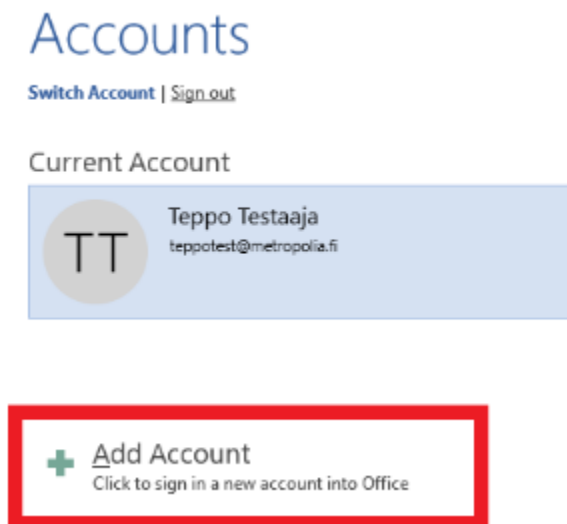 Accounts
Switch Account | Sign out
Current Account
TT
Teppo Testaaja
teppotest@metropolia.fi
Add Account
Click to sign in a new account into Office